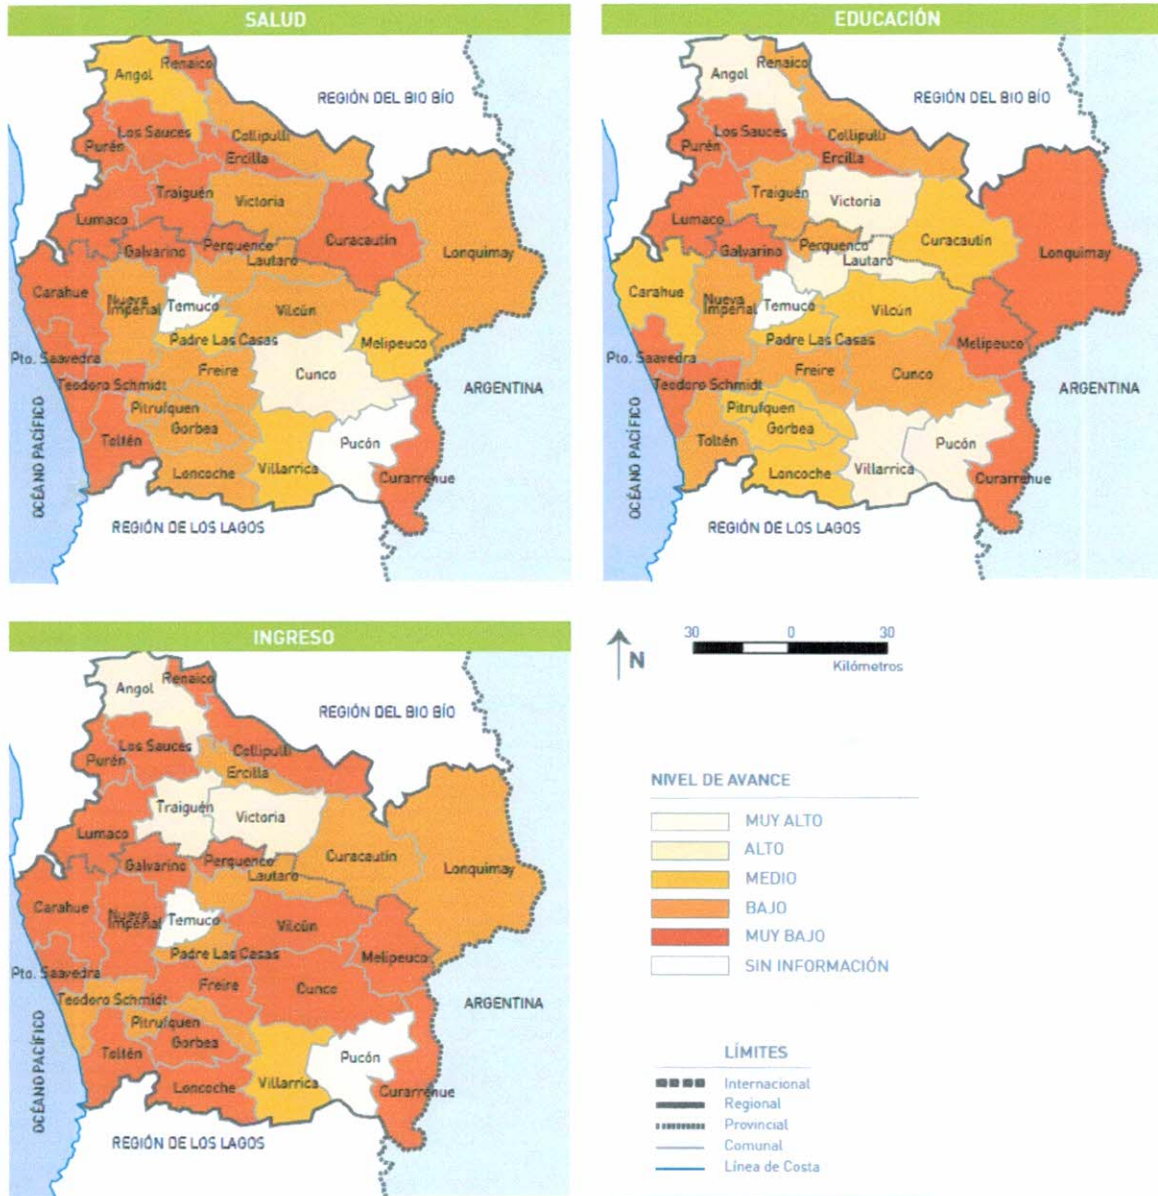 SALUD
Angol
Renaico
REGIÓN DEL BIO BÍO
Los Sauces
Collipulli
Purén
Ercilla
Traiguén
Victoria
Lumaco
Galvarino
Perquenco
Curacautín
Lonquimay
Lautaro
Carahue
Nueva
Imperial
Temuco
Vilcún
Padre Las Casas
Melipeuco
Pto. Saavedra
Freire
Cunco
Teodoro Schmidt
ARGENTINA
Pitrufquen
Gorbea
Toltén
Pucón
Loncoche
Villarrica
Curarrehue
OCÉANO PACÍFICO
REGIÓN DE LOS LAGOS
EDUCACIÓN
Angol
Renaico
REGIÓN DEL BIO BÍO
Los Sauces
Collipulli
Purén
Ercilla
Traiguén
Victoria
Lumaco
Galvarino
Perquenco
Curacautín
Lonquimay
Lautaro
Carahue
Nueva
Imperial
Temuco
Vilcún
Padre Las Casas
Melipeuco
Pto. Saavedra
Freire
Cunco
Teodoro Schmidt
ARGENTINA
Pitrufquen
Gorbea
Toltén
Pucón
Loncoche
Villarrica
Curarrehue
OCÉANO PACÍFICO
REGIÓN DE LOS LAGOS
INGRESO
Angol
Renaico
REGIÓN DEL BIO BÍO
Los Sauces
Collipulli
Purén
Ercilla
Traiguén
Victoria
Lumaco
Galvarino
Perquenco
Curacautín
Lonquimay
Lautaro
Carahue
Nueva
Imperial
Temuco
Vilcún
Padre Las Casas
Melipeuco
Pto. Saavedra
Freire
Cunco
Teodoro Schmidt
ARGENTINA
Pitrufquen
Gorbea
Toltén
Pucón
Loncoche
Villarrica
Curarrehue
OCÉANO PACÍFICO
REGIÓN DE LOS LAGOS
N
30 0 30
Kilómetros
NIVEL DE AVANCE
MUY ALTO
ALTO
MEDIO
BAJO
MUY BAJO
SIN INFORMACIÓN
LÍMITES
Internacional
Regional
Provincial
Comunal
Línea de Costa